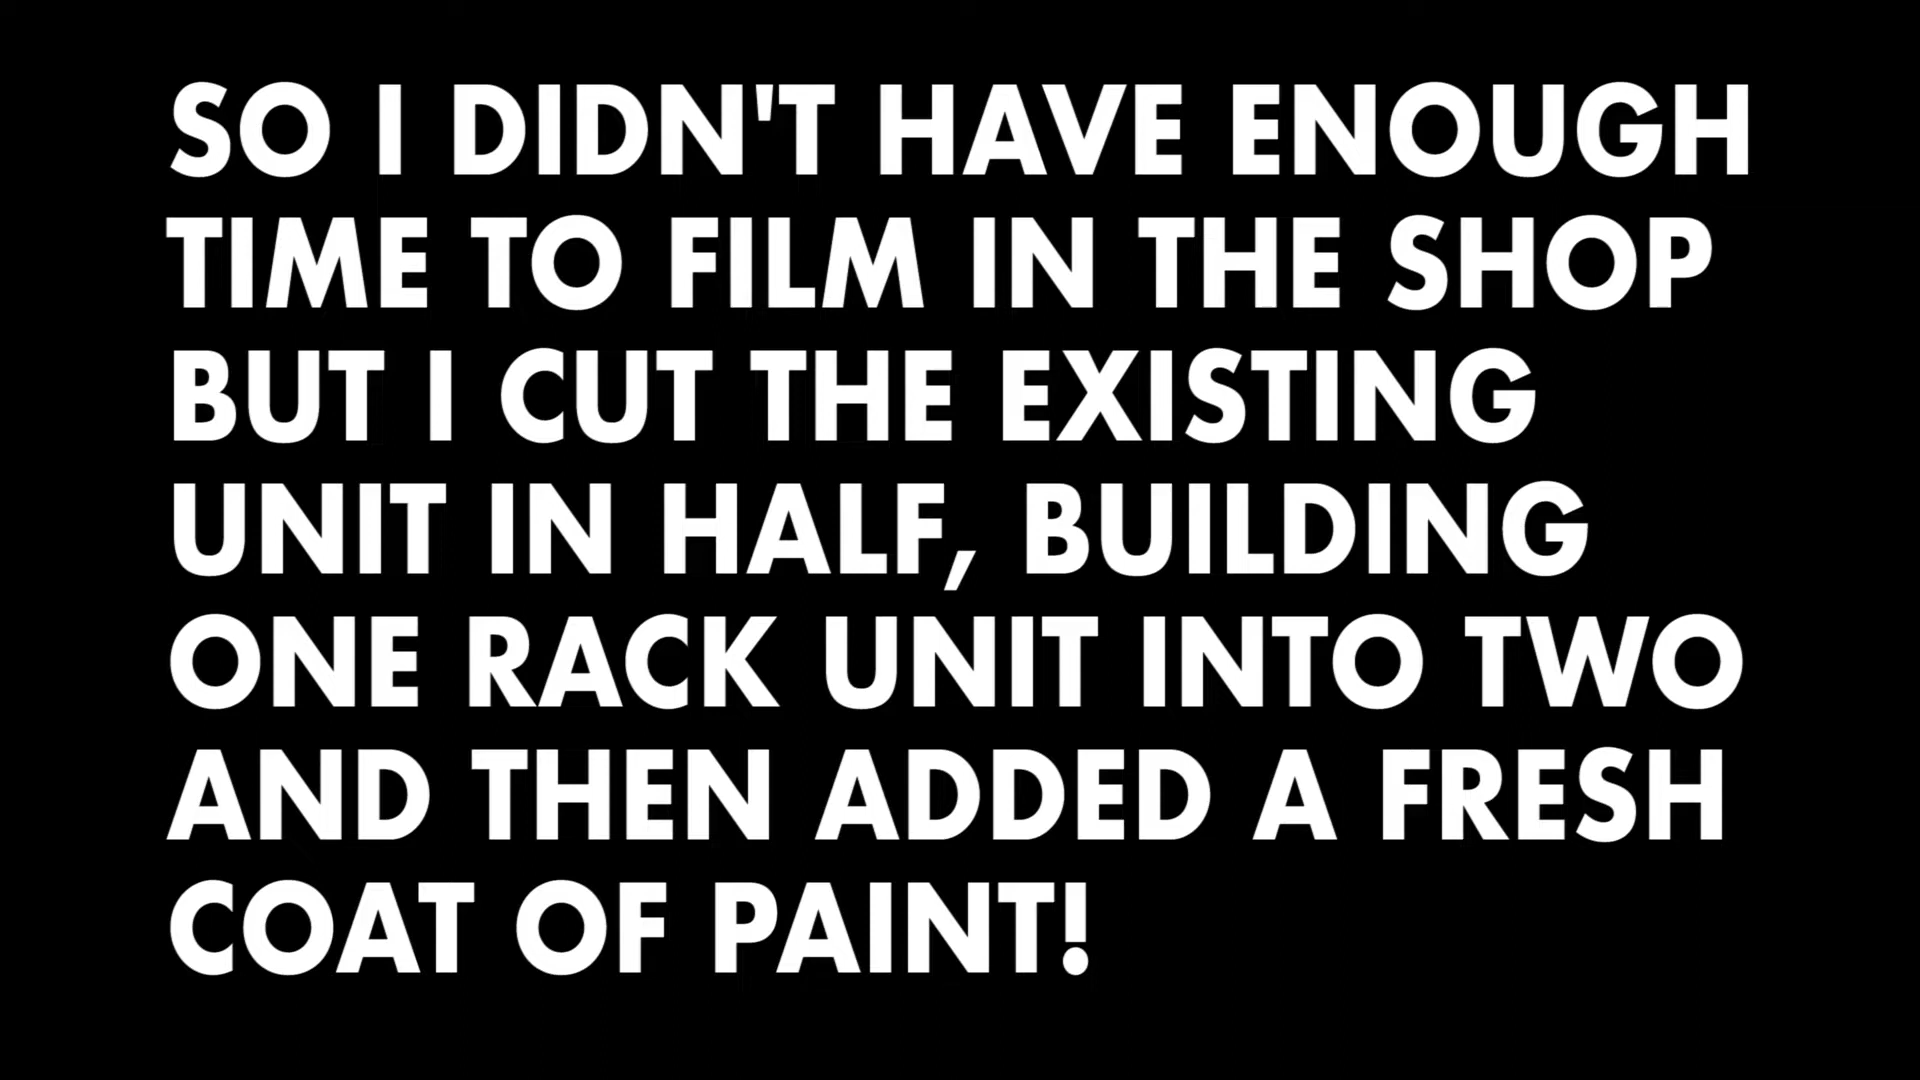 SO I DIDN'T HAVE ENOUGH
TIME TO FILM IN THE SHOP
BUT I CUT THE EXISTING
UNIT IN HALF, BUILDING
ONE RACK UNIT INTO TWO
AND THEN ADDED A FRESH
COAT OF PAINT!